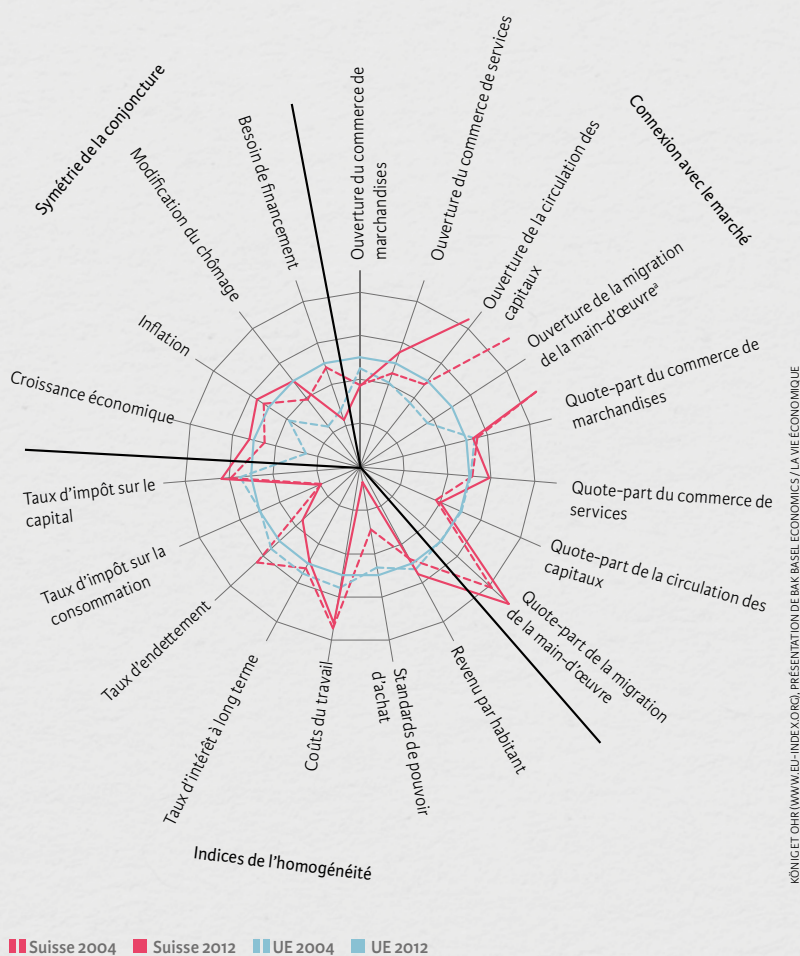 Symétrie de la conjoncture
Connexion avec le marché
Besoin de financement
Ouverture du commerce de
marchandises
Ouverture du commerce de services
Ouverture de la circulation des
capitaux
Ouverture de la migration
de la main-d'œuvreª
Quote-part du commerce de
marchandises
Quote-part du commerce de
services
Quote-part de la circulation des
capitaux
Quote-part de la migration
de la main-d'œuvre
Revenu par habitant
Standards de pouvoir
d'achat
Coûts du travail
Taux d'intérêt à long terme
Taux d'endettement
Taux d'impôt sur la
consommation
Taux d'impôt sur le
capital
Croissance économique
Inflation
Modification du chômage
Indices de l'homogénéité
KÖNIG ET OHR (WWW.EU-INDEX.ORG), PRÉSENTATION DE BAK BASEL ECONOMICS / LA VIE ÉCONOMIQUE
Suisse 2004 Suisse 2012 UE 2004 UE 2012